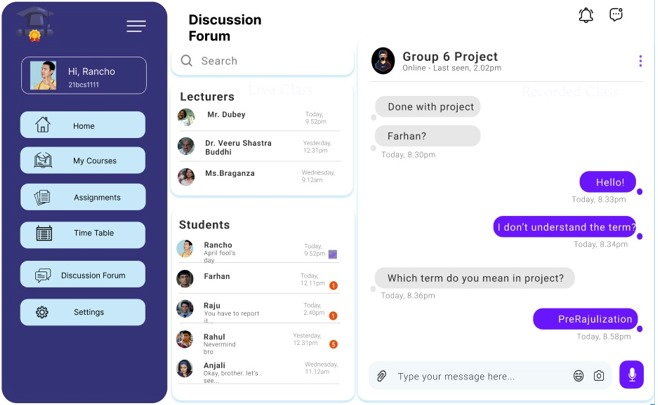 Hi, Rancho
21bcs1111
Home
My Courses
Assignments
Time Table
Discussion Forum
Settings
Discussion
Forum
Search
Live Class
Lecturers
Mr. Dubey
Today,
9.52pm
Dr. Veeru Shastra
Buddhi
Yesterday,
12.31pm
Ms.Braganza
Wednesday,
9.12am
Students
Rancho
April fool's
day
Today,
9.52pm
Farhan
Today,
12.11pm
1
Raju
You have to report
it...
Today,
2.40pm
1
Rahul
Nevermind
bro
Yesterday,
12.31pm
5
Anjali
Okay, brother. let's
see...
Wednesday,
11.12am
Group 6 Project
Online - Last seen, 2.02pm
Recorded Class
Done with project
Farhan?
Today, 8.30pm
Hello!
Today, 8.33pm
I don't understand the term?
Today, 8.34pm
Which term do you mean in project?
Today, 8.36pm
PreRajulization
Today, 8.58pm
Type your message here...